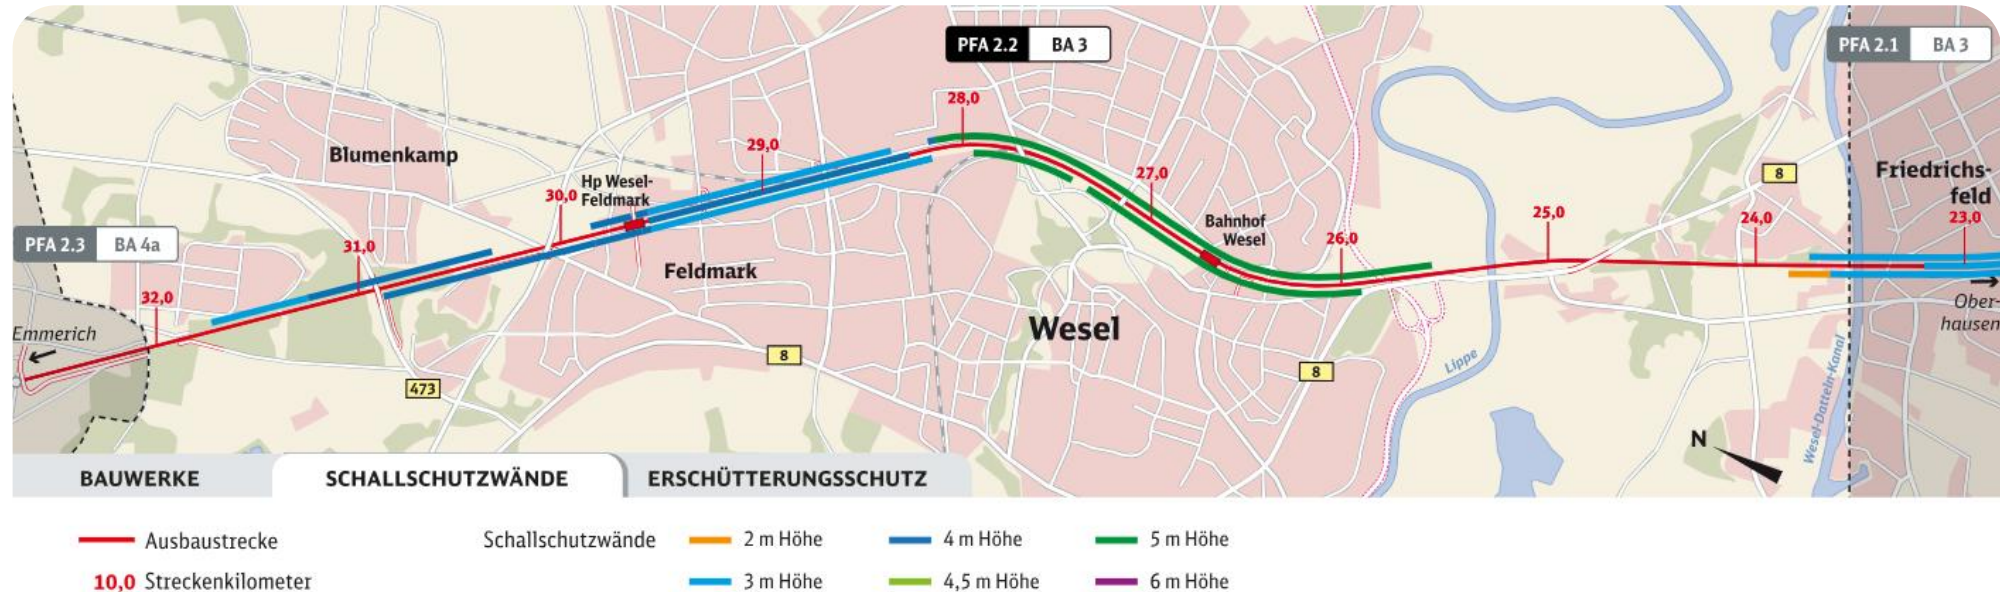 PFA 2.2 BA 3
PFA 2.1 BA 3
28,0
29,0
Blumenkamp
8
Friedrichs-
feld
27,0
Hp Wesel-
Feldmark
30,0
23,0
25,0
24,0
Bahnhof
Wesel
26,0
PFA 2.3 BA 4a
31,0
Feldmark
32,0
Ober-
hausen
Emmerich
Wesel
8
8
473
Lippe
Wesel-Datteln-Kanal
N
BAUWERKE
SCHALLSCHUTZWÄNDE
ERSCHÜTTERUNGSSCHUTZ
Ausbaustrecke
Schallschutzwände
2 m Höhe
4 m Höhe
5 m Höhe
10,0 Streckenkilometer
3 m Höhe
4,5 m Höhe
6 m Höhe